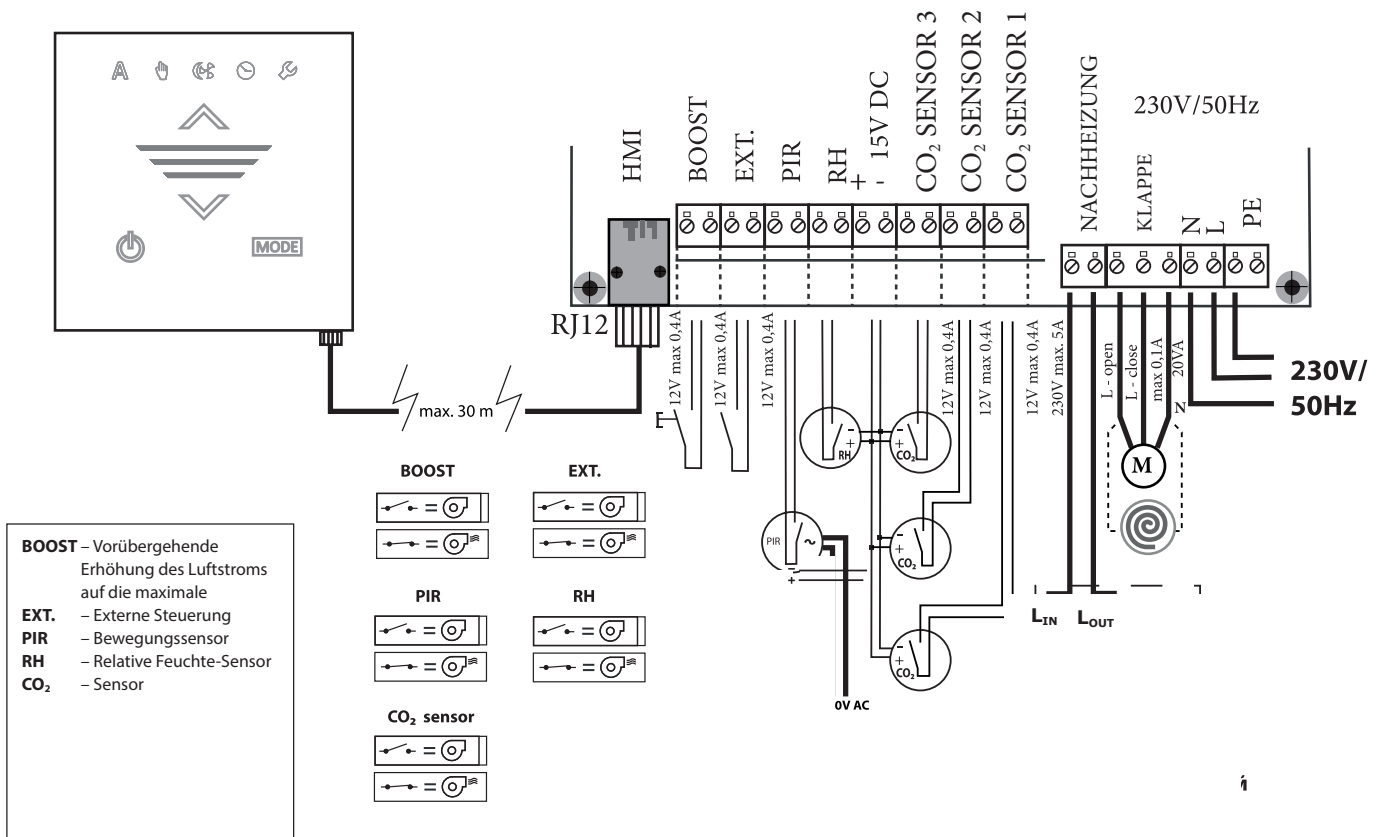 A
MODE
max. 30 m
RJ12
HMI
BOOST
EXT.
PIR
RH
+ - 15V DC
CO₂ SENSOR 3
CO₂ SENSOR 2
CO₂ SENSOR 1
NACHHEIZUNG
KLAPPE
230V/50Hz
N
L
PE
12V max 0,4A
12V max 0,4A
12V max 0,4A
12V max 0,4A
12V max 0,4A
12V max 0,4A
230V max. 5A
L - open
L - close
max 0,1A
20VA
N
230V/
50Hz
M
- +
RH
- +
CO₂
PIR
~
- +
- +
CO₂
- +
CO₂
L IN
L OUT
0V AC
BOOST
=
=
EXT.
=
=
PIR
=
=
RH
=
=
CO₂ sensor
=
=
BOOST – Vorübergehende
Erhöhung des Luftstroms
auf die maximale
EXT. – Externe Steuerung
PIR – Bewegungssensor
RH – Relative Feuchte-Sensor
CO₂ – Sensor